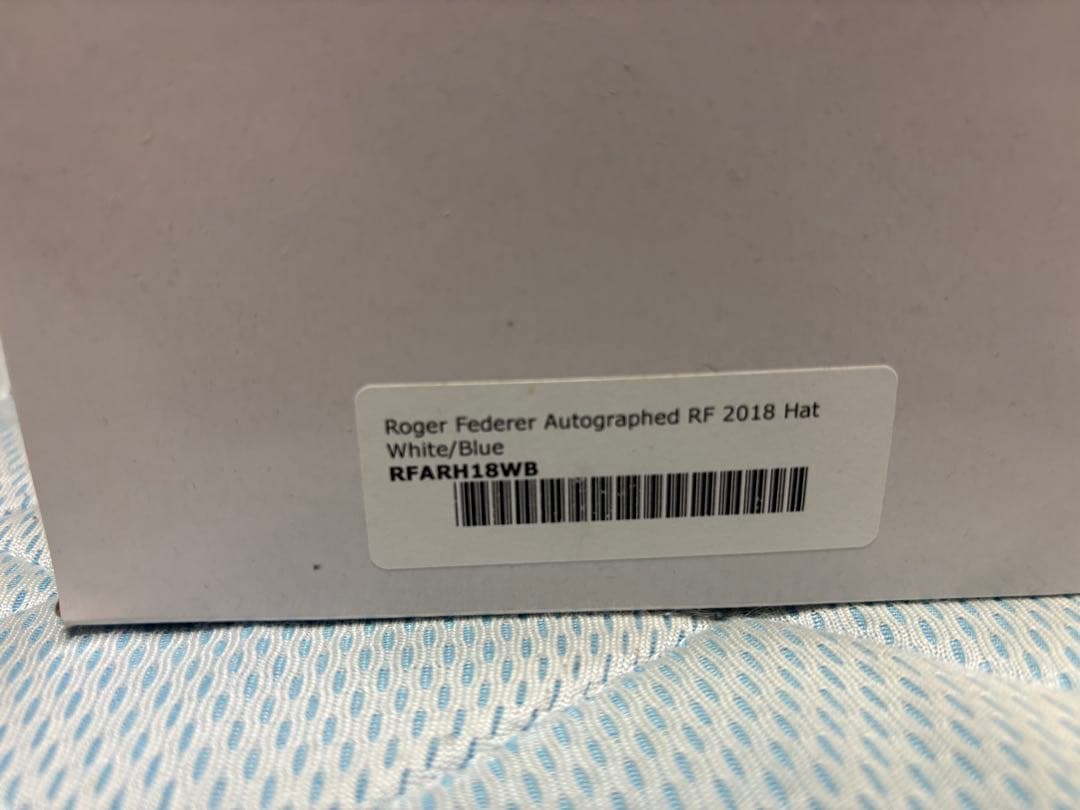 Roger Federer Autographed RF 2018 Hat
White/Blue
RFARH18WB